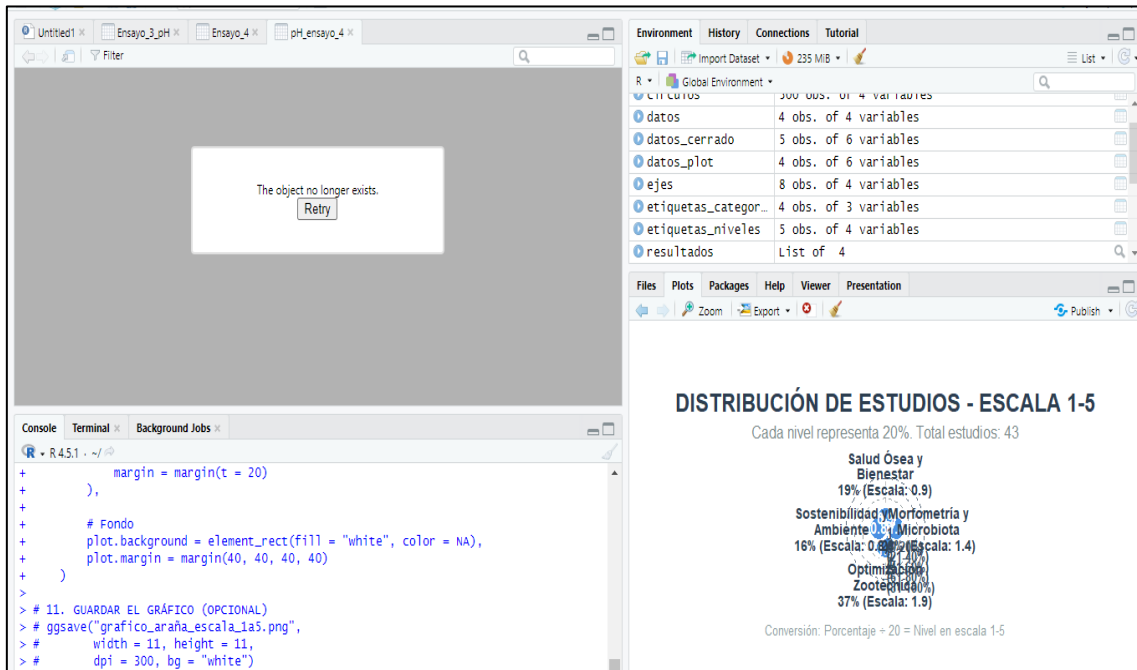 Untitled1 × Ensayo_3_pH × Ensayo_4 × pH_ensayo_4 ×
Filter
The object no longer exists.
Retry
Console Terminal × Background Jobs ×
R 4.5.1 · ~/
+ margin = margin(t = 20)
+ ),
+
+ # Fondo
+ plot.background = element_rect(fill = "white", color = NA),
+ plot.margin = margin(40, 40, 40, 40)
+ )
>
> # 11. GUARDAR EL GRÁFICO (OPCIONAL)
> # ggsave("grafico_araña_escala_1a5.png",
> # width = 11, height = 11,
> # dpi = 300, bg = "white")
Environment History Connections Tutorial
Import Dataset 235 MiB List
R Global Environment
circulos 500 obs. of 4 variables
datos 4 obs. of 4 variables
datos_cerrado 5 obs. of 6 variables
datos_plot 4 obs. of 6 variables
ejes 8 obs. of 4 variables
etiquetas_categor… 4 obs. of 3 variables
etiquetas_niveles 5 obs. of 4 variables
resultados List of 4
Files Plots Packages Help Viewer Presentation
Zoom Export Publish
DISTRIBUCIÓN DE ESTUDIOS - ESCALA 1-5
Cada nivel representa 20%. Total estudios: 43
Salud Ósea y
Bienestar
19% (Escala: 0.9)
Sostenibilidad y Morfometría y
Ambiente Microbiota
16% (Escala: (Escala: 1.4)
Optimización
Zootécnica
37% (Escala: 1.9)
Conversión: Porcentaje ÷ 20 = Nivel en escala 1-5